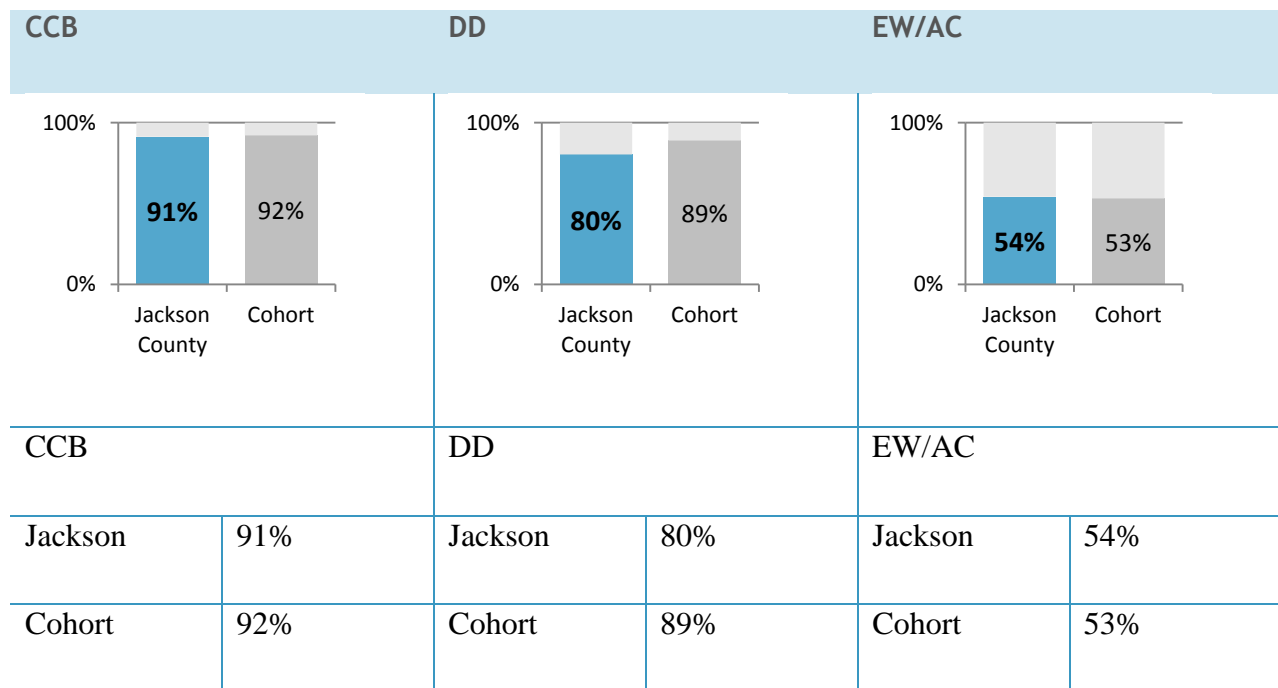 CCB DD EW/AC
100%
91% 92%
0%
Jackson County Cohort
100%
80% 89%
0%
Jackson County Cohort
100%
54% 53%
0%
Jackson County Cohort
CCB DD EW/AC
Jackson 91% Jackson 80% Jackson 54%
Cohort 92% Cohort 89% Cohort 53%